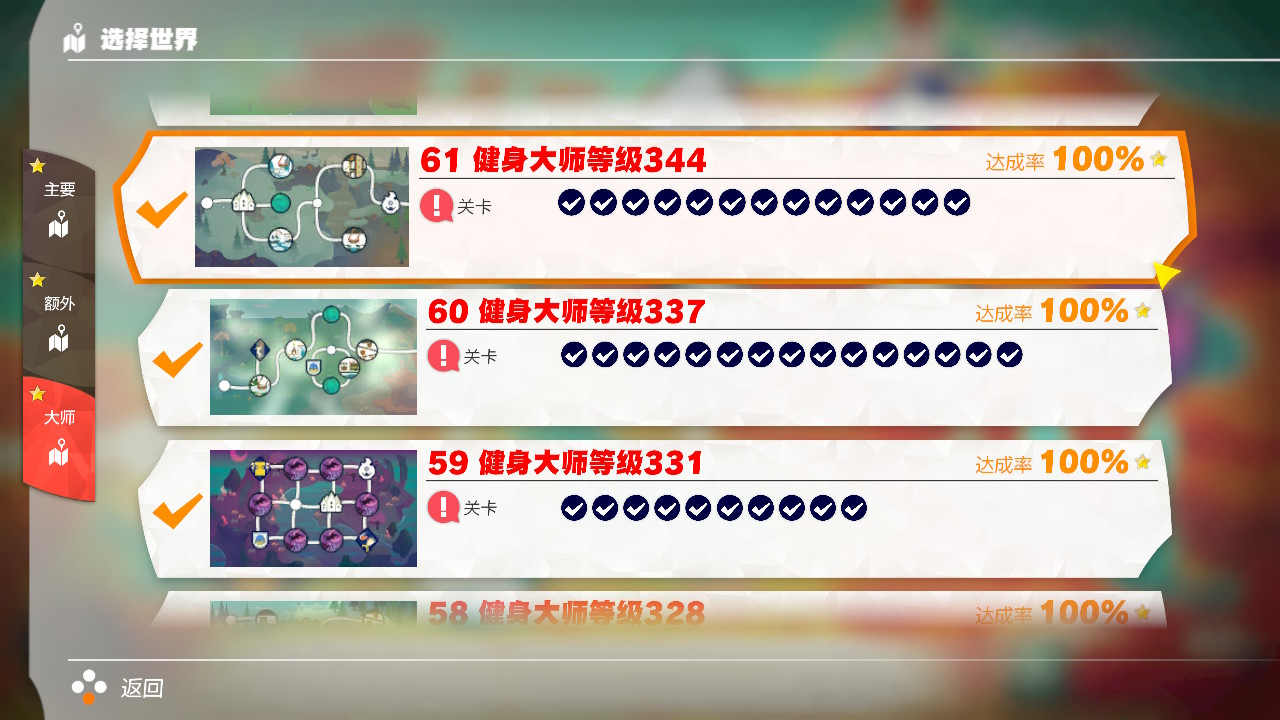 选择世界
主要
额外
大师
61 健身大师等级344
达成率 100%
关卡
60 健身大师等级337
达成率 100%
关卡
59 健身大师等级331
达成率 100%
关卡
58 健身大师等级328
达成率 100%
返回